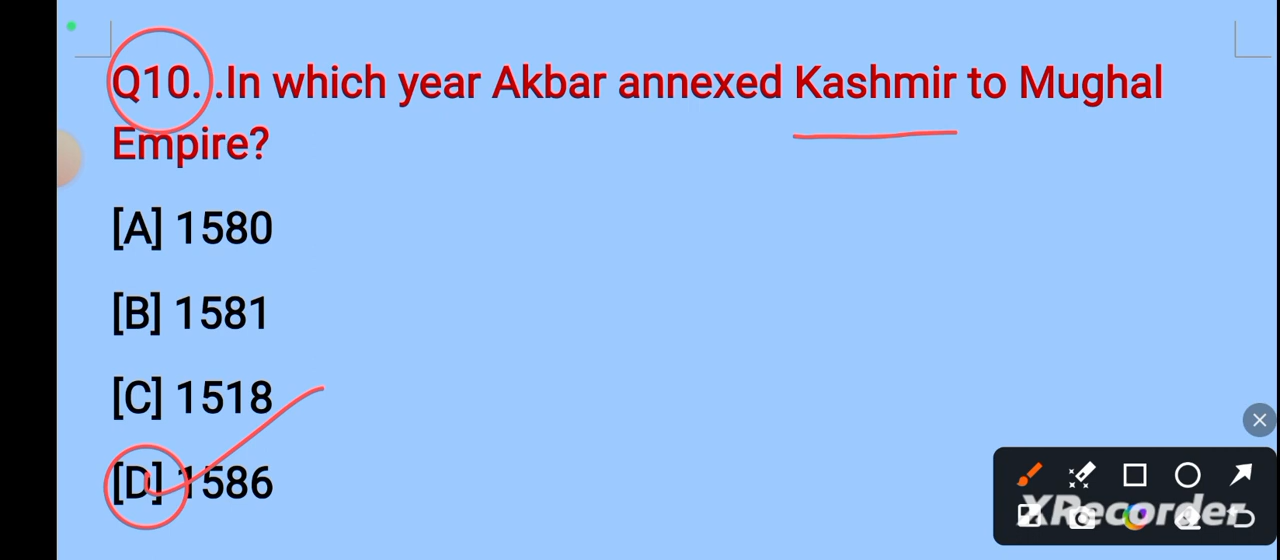 Q10. .In which year Akbar annexed Kashmir to Mughal
Empire?
[A] 1580
[B] 1581
[C] 1518
[D] 1586
XRecorder